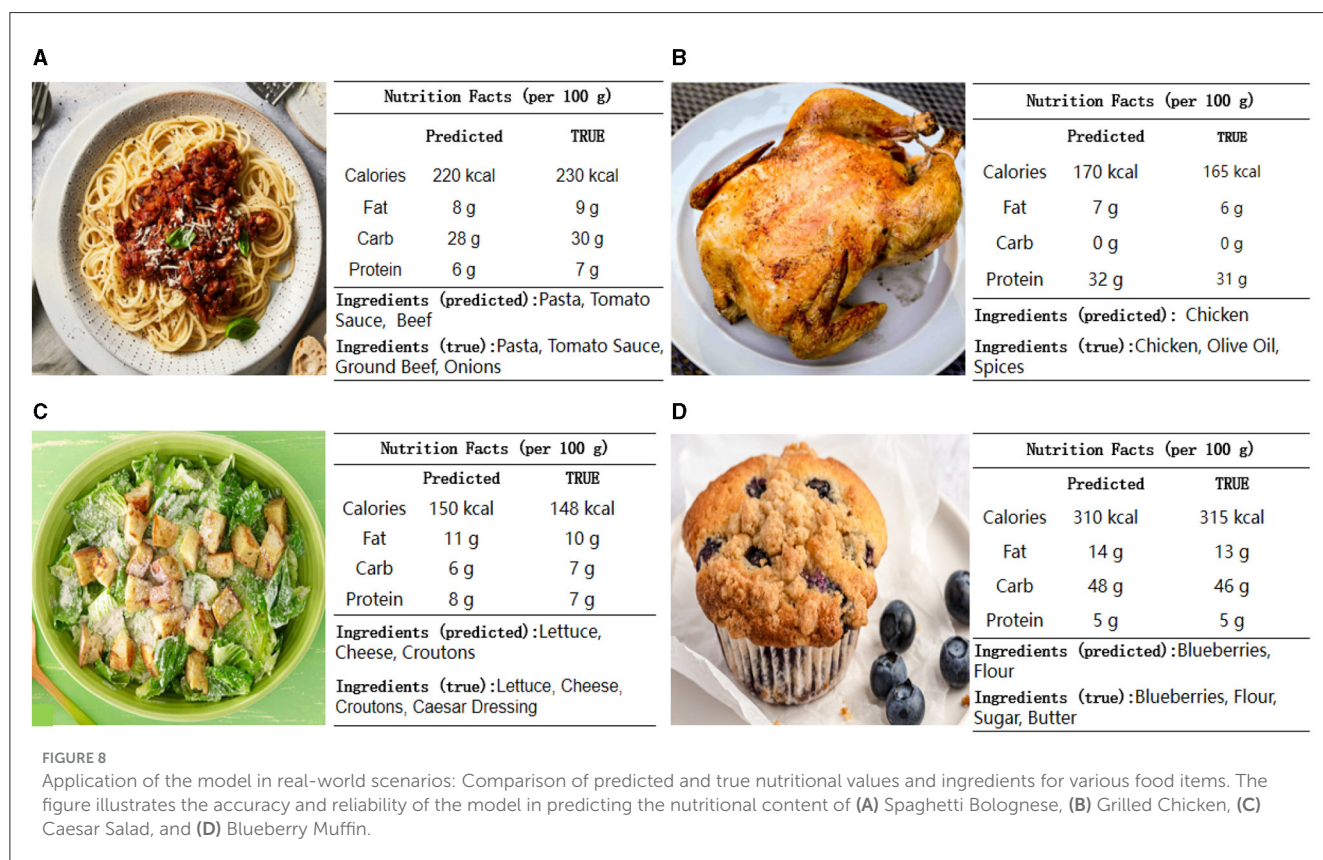 A
Nutrition Facts (per 100 g)
Predicted TRUE
Calories 220 kcal 230 kcal
Fat 8 g 9 g
Carb 28 g 30 g
Protein 6 g 7 g
Ingredients (predicted):Pasta, Tomato
Sauce, Beef
Ingredients (true):Pasta, Tomato Sauce,
Ground Beef, Onions
B
Nutrition Facts (per 100 g)
Predicted TRUE
Calories 170 kcal 165 kcal
Fat 7 g 6 g
Carb 0 g 0 g
Protein 32 g 31 g
Ingredients (predicted): Chicken
Ingredients (true):Chicken, Olive Oil,
Spices
C
Nutrition Facts (per 100 g)
Predicted TRUE
Calories 150 kcal 148 kcal
Fat 11 g 10 g
Carb 6 g 7 g
Protein 8 g 7 g
Ingredients (predicted):Lettuce,
Cheese, Croutons
Ingredients (true):Lettuce, Cheese,
Croutons, Caesar Dressing
D
Nutrition Facts (per 100 g)
Predicted TRUE
Calories 310 kcal 315 kcal
Fat 14 g 13 g
Carb 48 g 46 g
Protein 5 g 5 g
Ingredients (predicted):Blueberries,
Flour
Ingredients (true):Blueberries, Flour,
Sugar, Butter
FIGURE 8
Application of the model in real-world scenarios: Comparison of predicted and true nutritional values and ingredients for various food items. The
figure illustrates the accuracy and reliability of the model in predicting the nutritional content of (A) Spaghetti Bolognese, (B) Grilled Chicken, (C)
Caesar Salad, and (D) Blueberry Muffin.